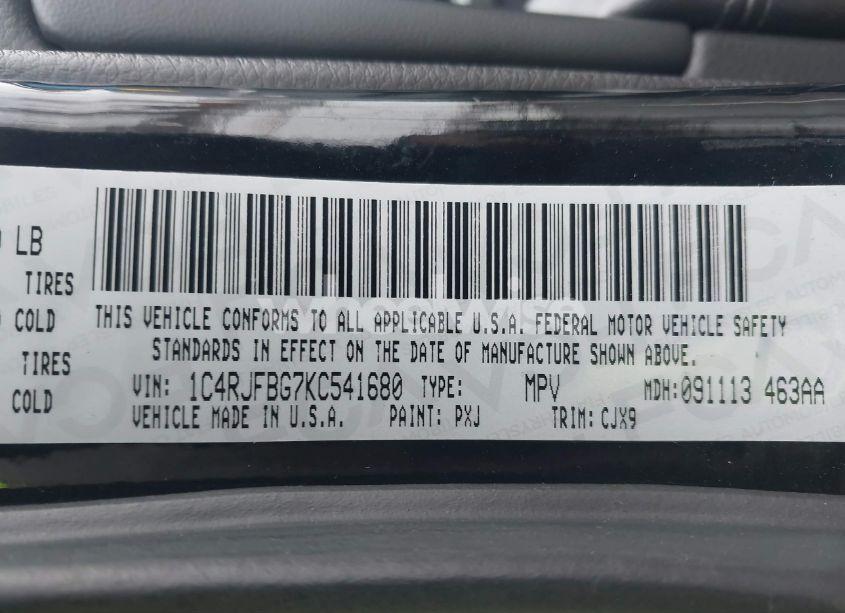 LB
TIRES
COLD
TIRES
COLD
THIS VEHICLE CONFORMS TO ALL APPLICABLE U.S.A. FEDERAL MOTOR VEHICLE SAFETY
STANDARDS IN EFFECT ON THE DATE OF MANUFACTURE SHOWN ABOVE.
VIN: 1C4RJFBG7KC541680 TYPE: MPV MDH:091113 463AA
VEHICLE MADE IN U.S.A. PAINT: PXJ TRIM:CJX9